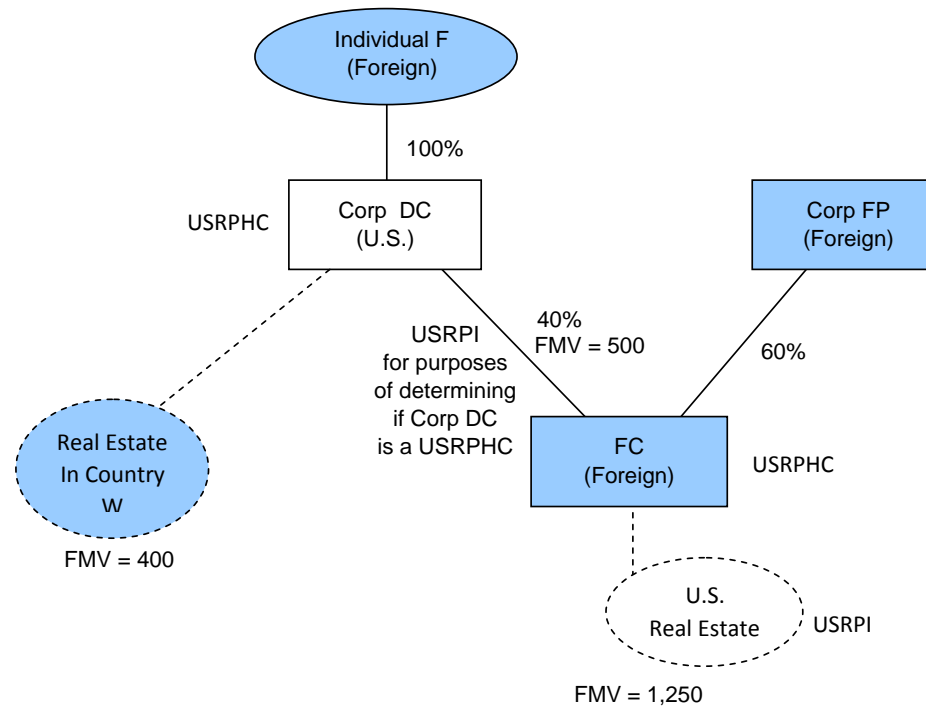 Individual F
(Foreign)
100%
USRPHC
Corp DC
(U.S.)
Corp FP
(Foreign)
40%
FMV = 500
USRPI
for purposes
of determining
if Corp DC
is a USRPHC
60%
Real Estate
In Country
W
FMV = 400
FC
(Foreign)
USRPHC
U.S.
Real Estate
USRPI
FMV = 1,250